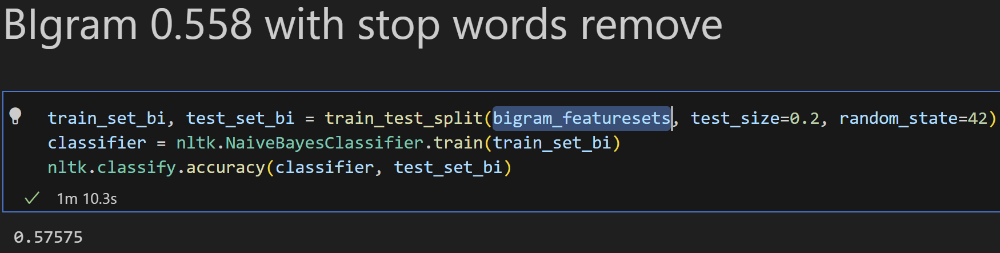 BIgram 0.558 with stop words remove
train_set_bi, test_set_bi = train_test_split(bigram_featuresets, test_size=0.2, random_state=42)
classifier = nltk.NaiveBayesClassifier.train(train_set_bi)
nltk.classify.accuracy(classifier, test_set_bi)
1m 10.3s
0.57575